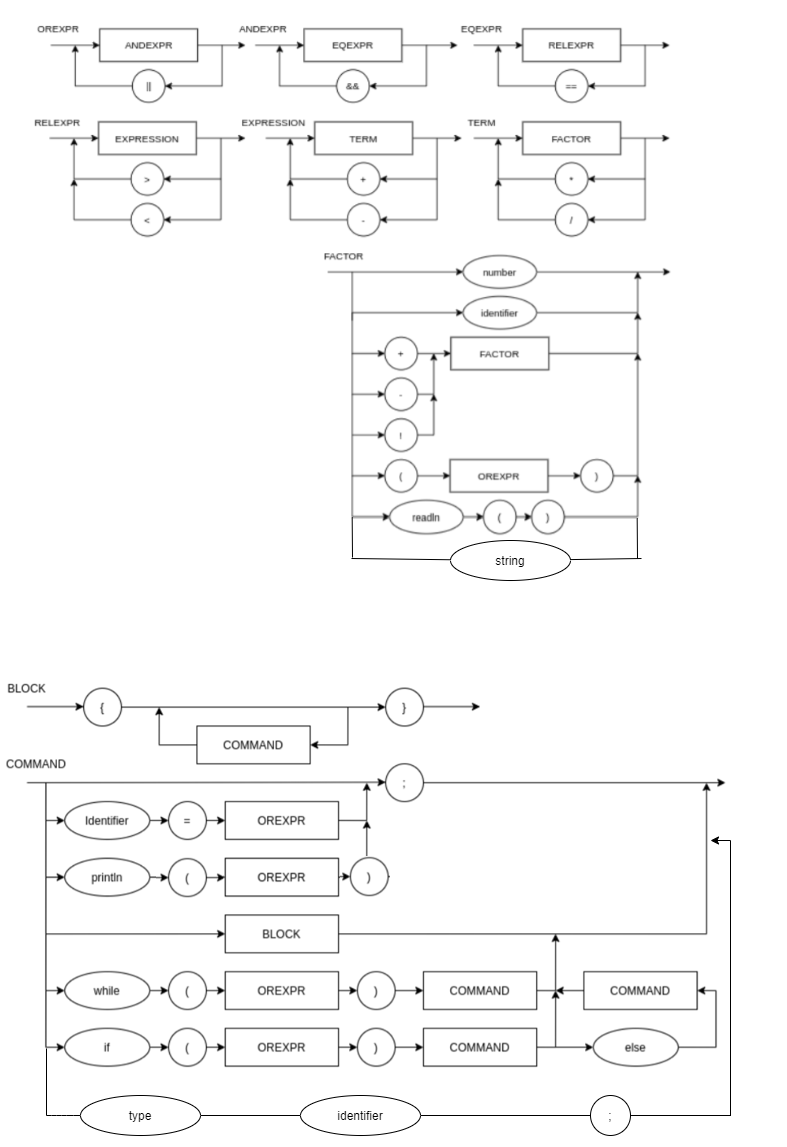 OREXPR ANDEXPR EQEXPR
ANDEXPR EQEXPR RELEXPR
|| && ==
RELEXPR EXPRESSION TERM
EXPRESSION TERM FACTOR
> + *
< - /
FACTOR
number
identifier
+ FACTOR
-
!
( OREXPR )
readln ( )
string
BLOCK
{ }
COMMAND
COMMAND
;
Identifier = OREXPR
println ( OREXPR )
BLOCK
while ( OREXPR ) COMMAND COMMAND
if ( OREXPR ) COMMAND else
type identifier ;